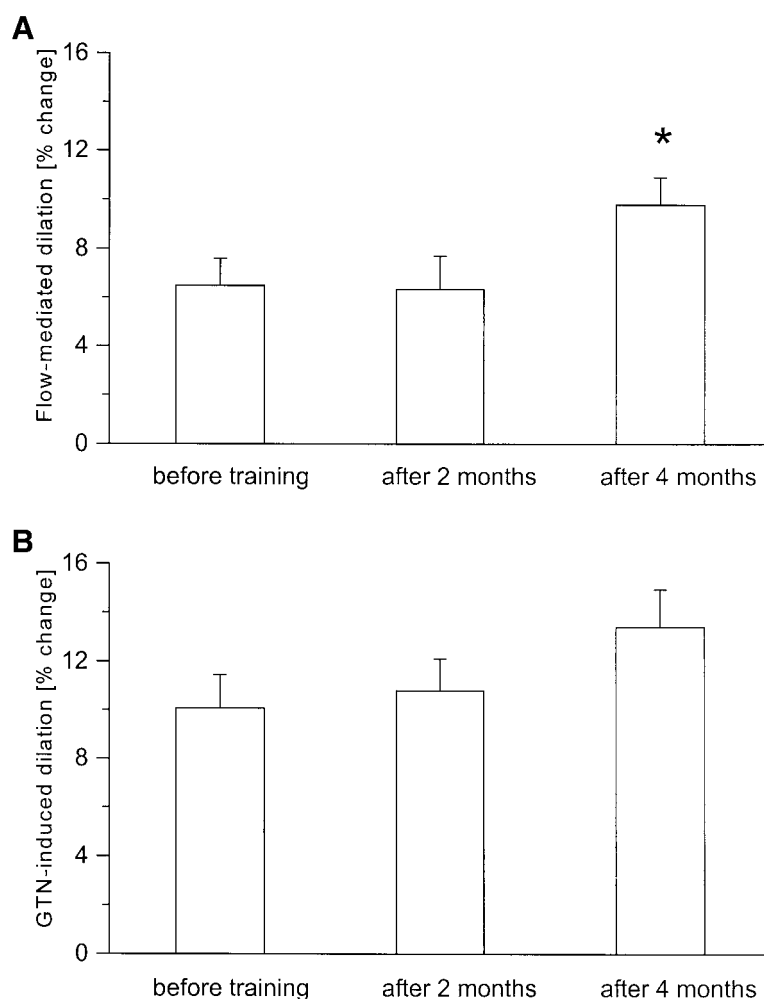 A
Flow-mediated dilation [% change]
16
12
8
4
0
*
before training
after 2 months
after 4 months
B
GTN-induced dilation [% change]
16
12
8
4
0
before training
after 2 months
after 4 months